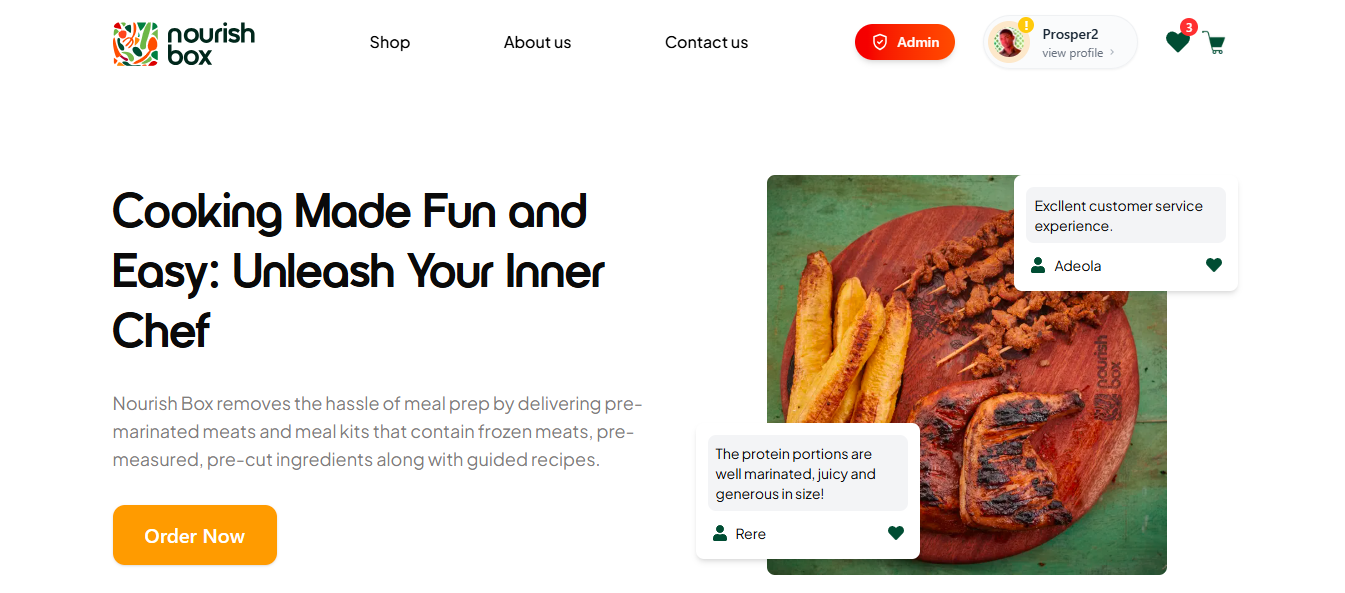 nourish
box
Shop
About us
Contact us
Admin
!
Prosper2
view profile
3
Cooking Made Fun and
Easy: Unleash Your Inner
Chef
Nourish Box removes the hassle of meal prep by delivering pre-
marinated meats and meal kits that contain frozen meats, pre-
measured, pre-cut ingredients along with guided recipes.
Order Now
Excllent customer service
experience.
Adeola
nourish
box
The protein portions are
well marinated, juicy and
generous in size!
Rere